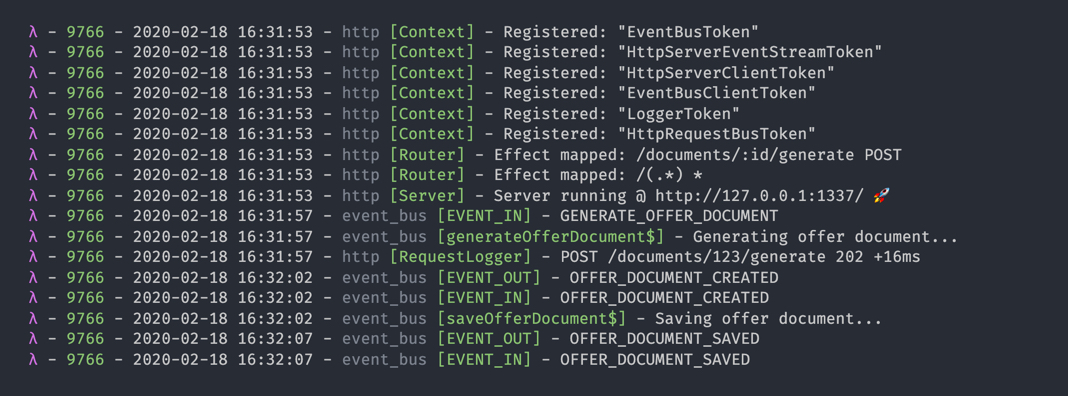 λ - 9766 - 2020-02-18 16:31:53 - http [Context] - Registered: "EventBusToken"
λ - 9766 - 2020-02-18 16:31:53 - http [Context] - Registered: "HttpServerEventStreamToken"
λ - 9766 - 2020-02-18 16:31:53 - http [Context] - Registered: "HttpServerClientToken"
λ - 9766 - 2020-02-18 16:31:53 - http [Context] - Registered: "EventBusClientToken"
λ - 9766 - 2020-02-18 16:31:53 - http [Context] - Registered: "LoggerToken"
λ - 9766 - 2020-02-18 16:31:53 - http [Context] - Registered: "HttpRequestBusToken"
λ - 9766 - 2020-02-18 16:31:53 - http [Router] - Effect mapped: /documents/:id/generate POST
λ - 9766 - 2020-02-18 16:31:53 - http [Router] - Effect mapped: /(.*) *
λ - 9766 - 2020-02-18 16:31:53 - http [Server] - Server running @ http://127.0.0.1:1337/ 🚀
λ - 9766 - 2020-02-18 16:31:57 - event_bus [EVENT_IN] - GENERATE_OFFER_DOCUMENT
λ - 9766 - 2020-02-18 16:31:57 - event_bus [generateOfferDocument$] - Generating offer document...
λ - 9766 - 2020-02-18 16:31:57 - http [RequestLogger] - POST /documents/123/generate 202 +16ms
λ - 9766 - 2020-02-18 16:32:02 - event_bus [EVENT_OUT] - OFFER_DOCUMENT_CREATED
λ - 9766 - 2020-02-18 16:32:02 - event_bus [EVENT_IN] - OFFER_DOCUMENT_CREATED
λ - 9766 - 2020-02-18 16:32:02 - event_bus [saveOfferDocument$] - Saving offer document...
λ - 9766 - 2020-02-18 16:32:07 - event_bus [EVENT_OUT] - OFFER_DOCUMENT_SAVED
λ - 9766 - 2020-02-18 16:32:07 - event_bus [EVENT_IN] - OFFER_DOCUMENT_SAVED